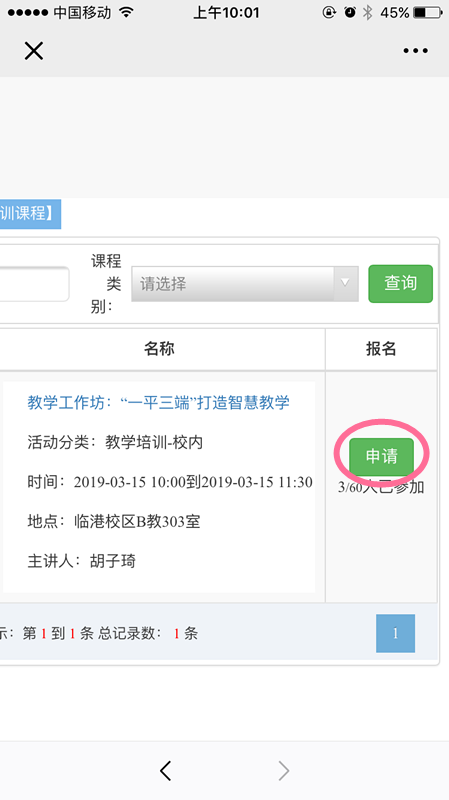 中国移动 上午10:01 45%
训课程】
课程类别： 请选择 查询
名称 报名
教学工作坊：“一平三端”打造智慧教学
活动分类：教学培训-校内
申请
时间：2019-03-15 10:00到2019-03-15 11:30
3/60人已参加
地点：临港校区B教303室
主讲人：胡子琦
示：第 1 到 1 条 总记录数： 1 条 1